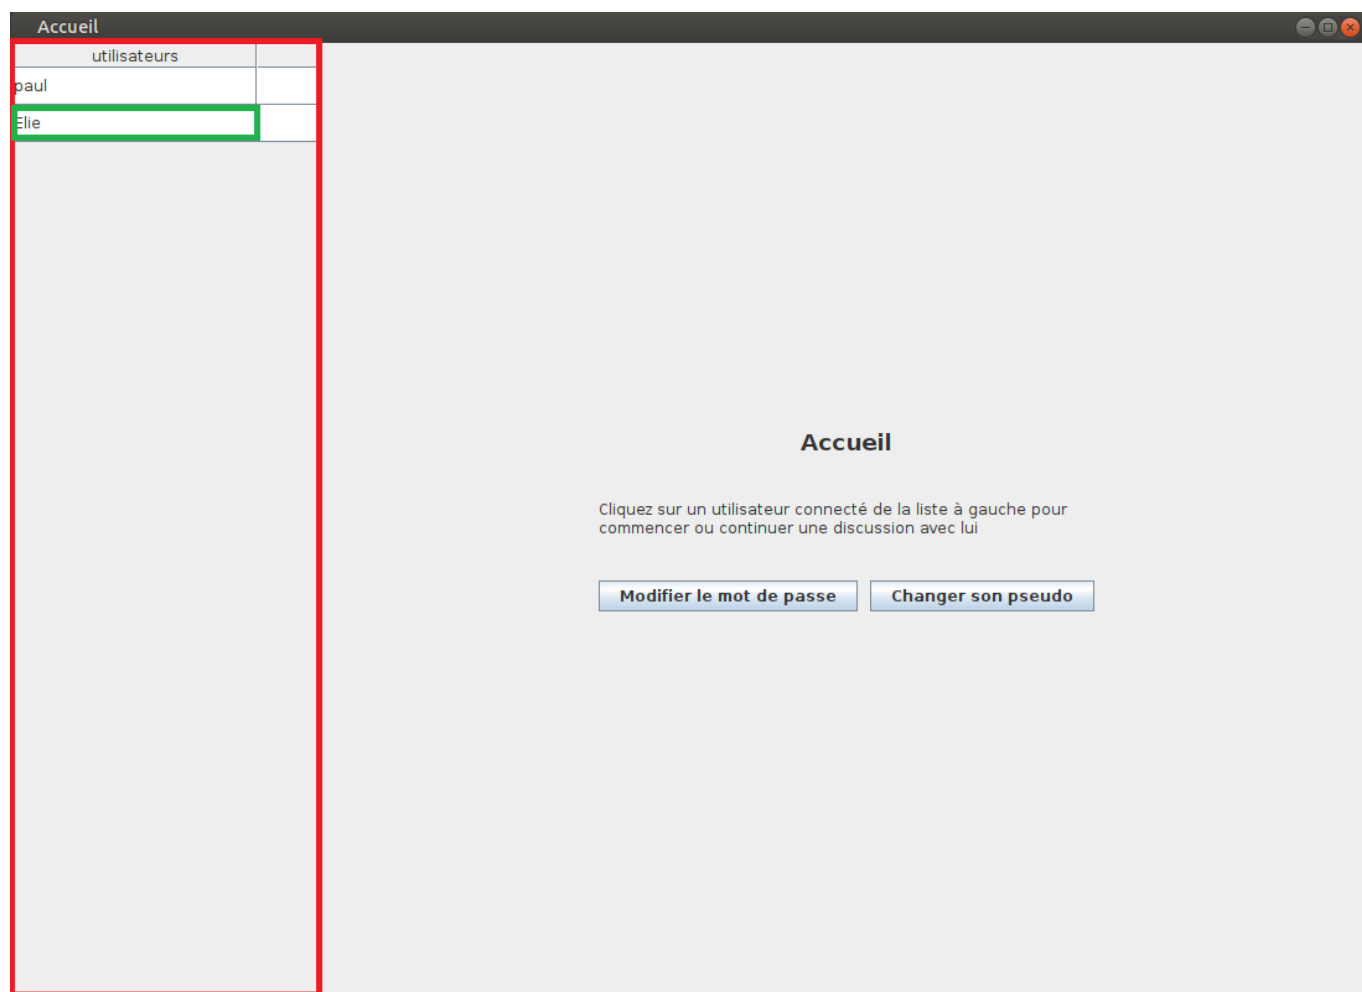 Accueil
utilisateurs
paul
Elie
Accueil
Cliquez sur un utilisateur connecté de la liste à gauche pour
commencer ou continuer une discussion avec lui
Modifier le mot de passe
Changer son pseudo